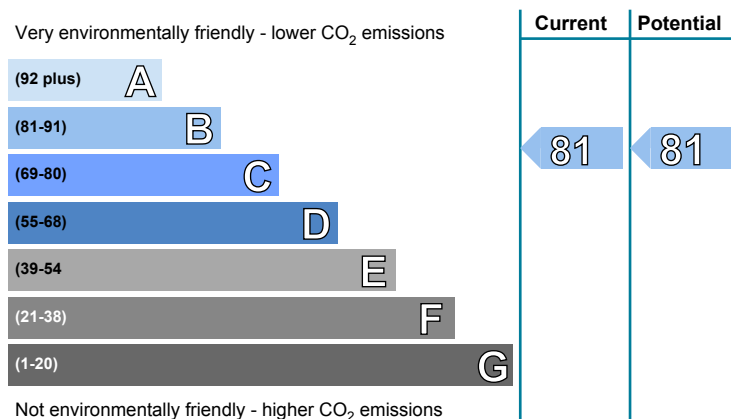 Current Potential
Very environmentally friendly - lower CO2 emissions
(92 plus) A
(81-91) B
81 81
(69-80) C
(55-68) D
(39-54 E
(21-38) F
(1-20) G
Not environmentally friendly - higher CO2 emissions